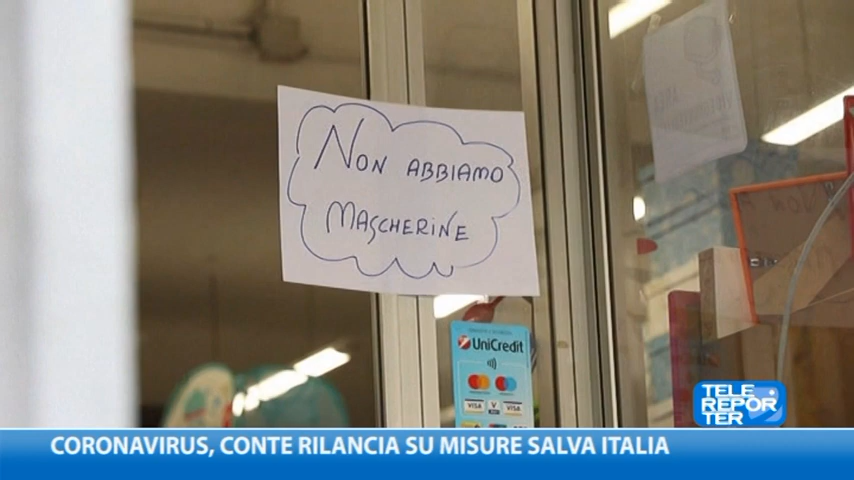 NON ABBIAMO
MASCHERINE
UniCredit
VISA
V
VISA
TELE
REPOR
TER
CORONAVIRUS, CONTE RILANCIA SU MISURE SALVA ITALIA